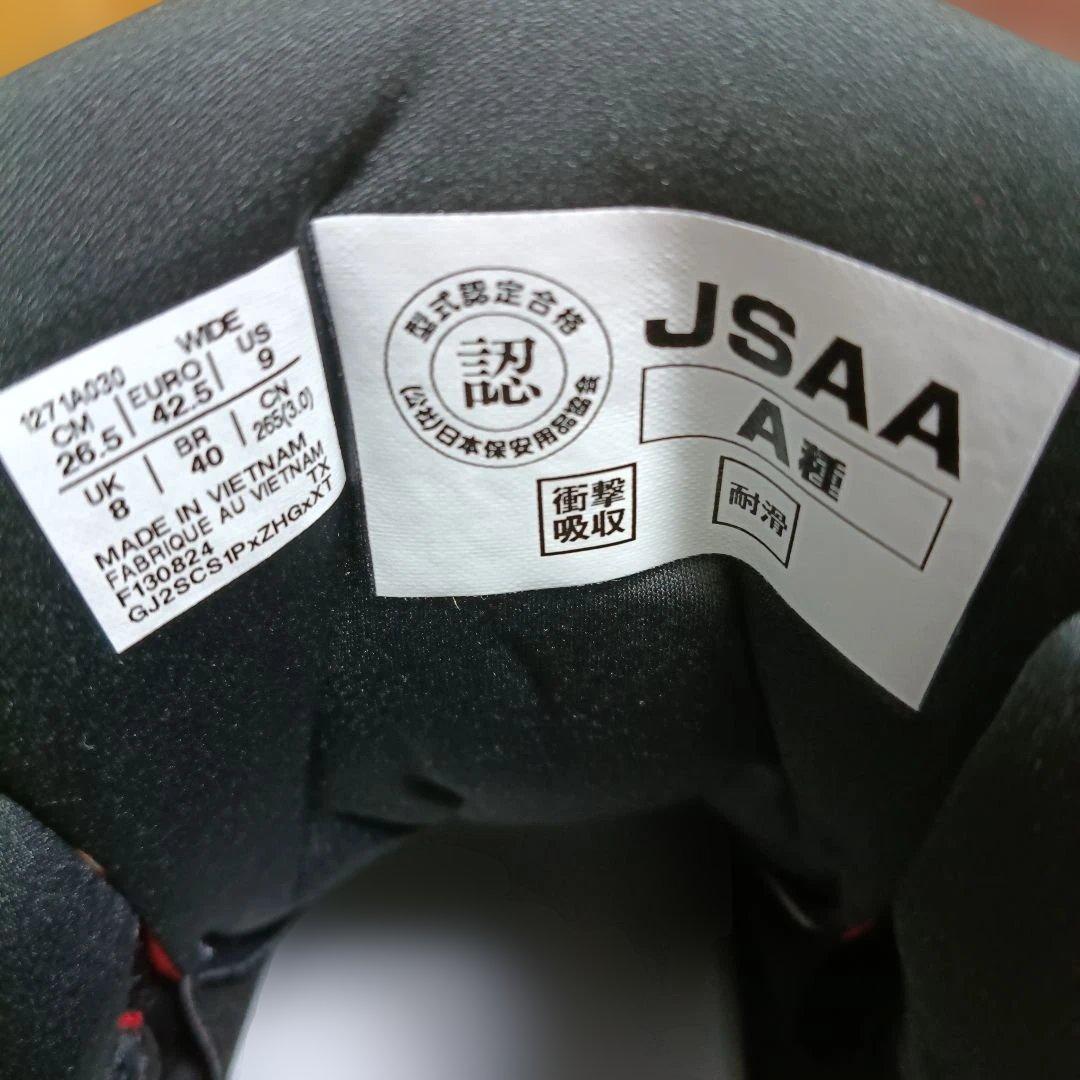 1271A030 WIDE
CM EURO US
26.5 42.5 9
UK BR CN
8 40 265(3.0)
MADE IN VIETNAM
FABRIQUE AU VIETNAM
F130824 TX
GJ2SCS1PxZHGxXT
型式認定合格
認
(公社)日本保安用品協会
衝撃
吸収
JSAA
A種
耐滑